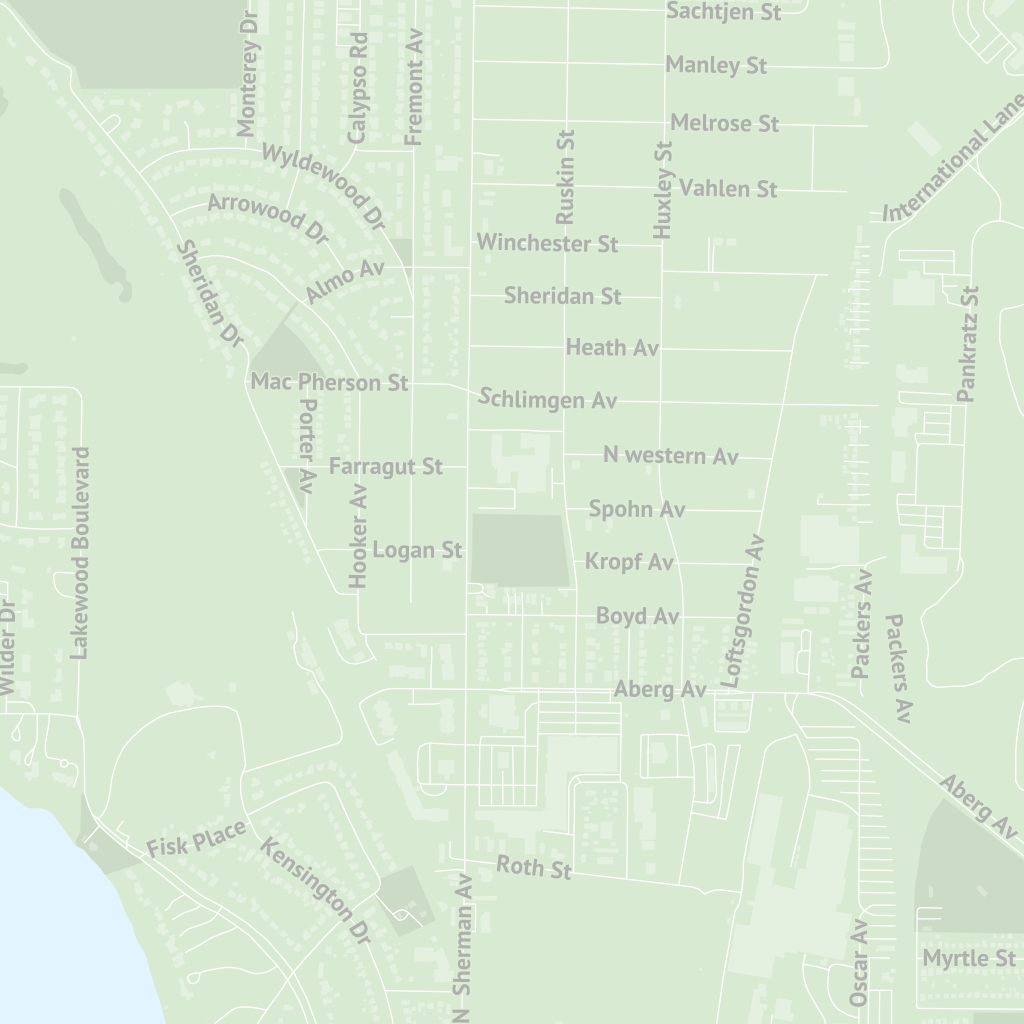 Sachtjen St
Monterey Dr
Calypso Rd
Fremont Av
Manley St
Melrose St
International Lane
Wyldewood Dr
Ruskin St
Huxley St
Vahlen St
Arrowood Dr
Winchester St
Sheridan Dr
Almo Av
Sheridan St
Pankratz St
Heath Av
Mac Pherson St
Schlimgen Av
Porter Av
N western Av
Farragut St
Lakewood Boulevard
Hooker Av
Spohn Av
Logan St
Kropf Av
Loftsgordon Av
Boyd Av
Packers Av
Packers Av
Wilder Dr
Aberg Av
Aberg Av
Fisk Place
Kensington Dr
Roth St
N Sherman Av
Oscar Av
Myrtle St